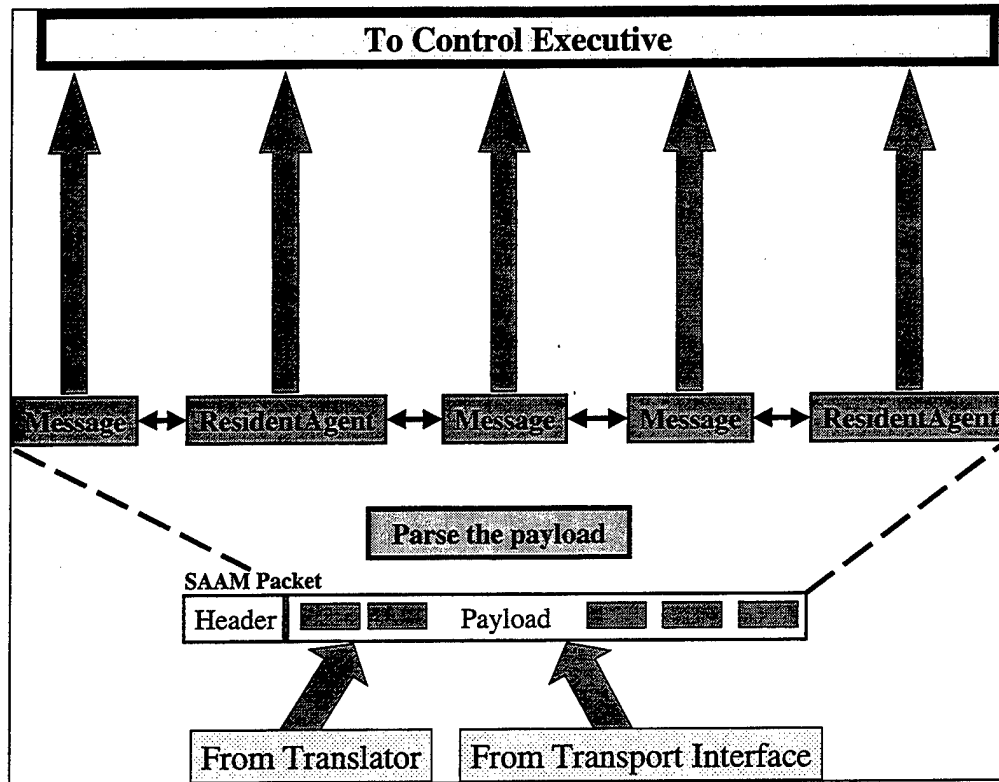 To Control Executive
Message ResidentAgent Message Message ResidentAgent
Parse the payload
SAAM Packet
Header Payload
From Translator From Transport Interface